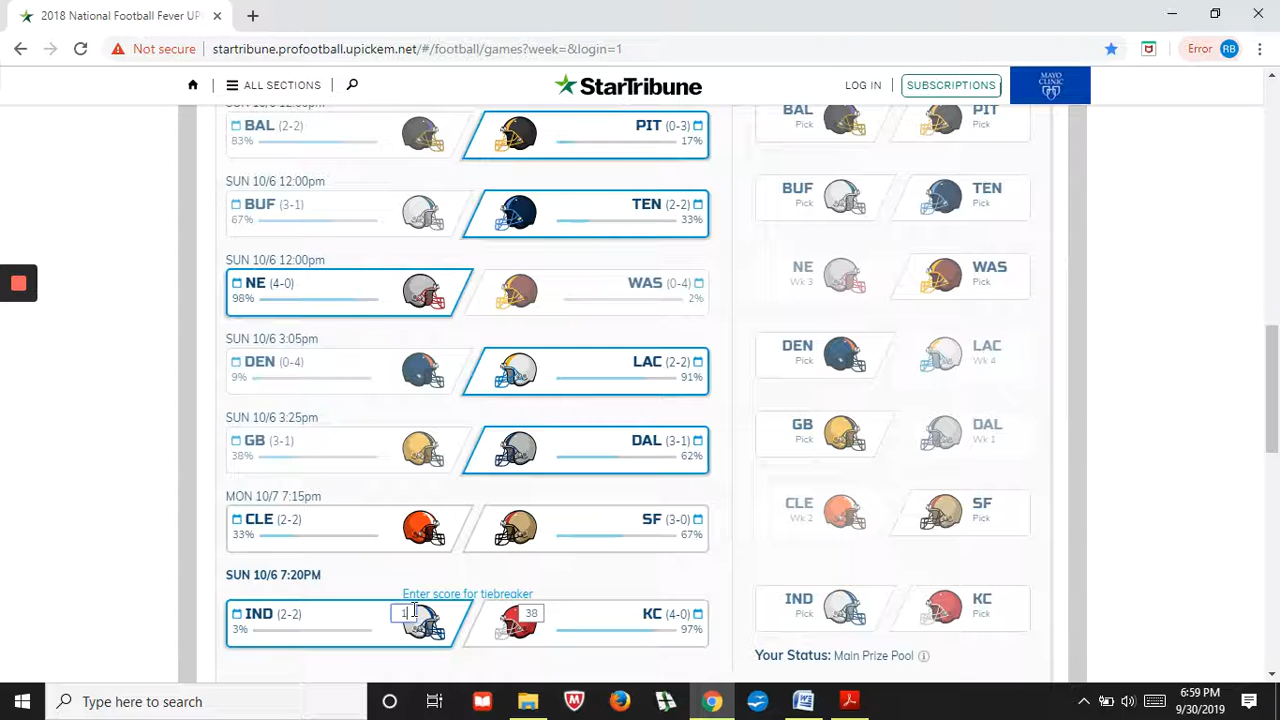 2018 National Football Fever UP
Not secure startribune.profootball.upickem.net/#/football/games?week=&login=1 Error RB
ALL SECTIONS StarTribune LOG IN SUBSCRIPTIONS MAYO CLINIC
BAL (2-2) PIT (0-3) BAL PIT
83% 17% Pick Pick
SUN 10/6 12:00pm
BUF (3-1) TEN (2-2) BUF TEN
67% 33% Pick Pick
SUN 10/6 12:00pm
NE (4-0) WAS (0-4) NE WAS
98% 2% Wk 3 Pick
SUN 10/6 3:05pm
DEN (0-4) LAC (2-2) DEN LAC
9% 91% Pick Wk 4
SUN 10/6 3:25pm
GB (3-1) DAL (3-1) GB DAL
38% 62% Pick Wk 1
MON 10/7 7:15pm
CLE (2-2) SF (3-0) CLE SF
33% 67% Wk 2 Pick
SUN 10/6 7:20PM
Enter score for tiebreaker
IND (2-2) 1 38 KC (4-0) IND KC
3% 97% Pick Pick
Your Status: Main Prize Pool
Type here to search 6:59 PM
9/30/2019